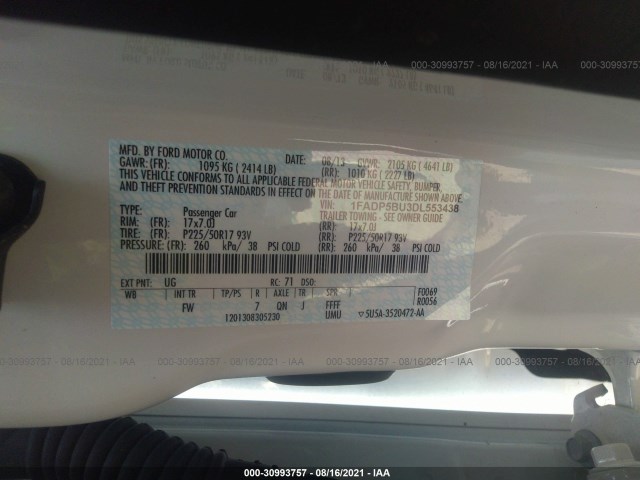 000-30993757 - 08/16/2021 - IAA
MFD. BY FORD MOTOR CO.
DATE: 08/13 GVWR: 2105 KG ( 4641 LB)
GAWR: (FR): 1095 KG ( 2414 LB) (RR): 1010 KG ( 2227 LB)
THIS VEHICLE CONFORMS TO ALL APPLICABLE FEDERAL MOTOR VEHICLE SAFETY, BUMPER,
AND THEFT PREVENTION STANDARDS IN EFFECT ON THE DATE OF MANUFACTURE SHOWN ABOVE.
VIN: 1FADP5BU3DL553438
TYPE: Passenger Car TRAILER TOWING - SEE OWNER GUIDE
RIM: (FR): 17x7.0J (RR): 17x7.0J
TIRE: (FR): P225/50R17 93V (RR): P225/50R17 93V
PRESSURE: (FR): 260 kPa/ 38 PSI COLD (RR): 260 kPa/ 38 PSI COLD
EXT PNT: UG RC: 71 DSO: F0069
WB INT TR TP/PS R AXLE TR SPR R0056
FW 7 QN J FFFF
1201308305230 UMU ▽5U5A-3520472-AA
000-30993757 - 08/16/2021 - IAA